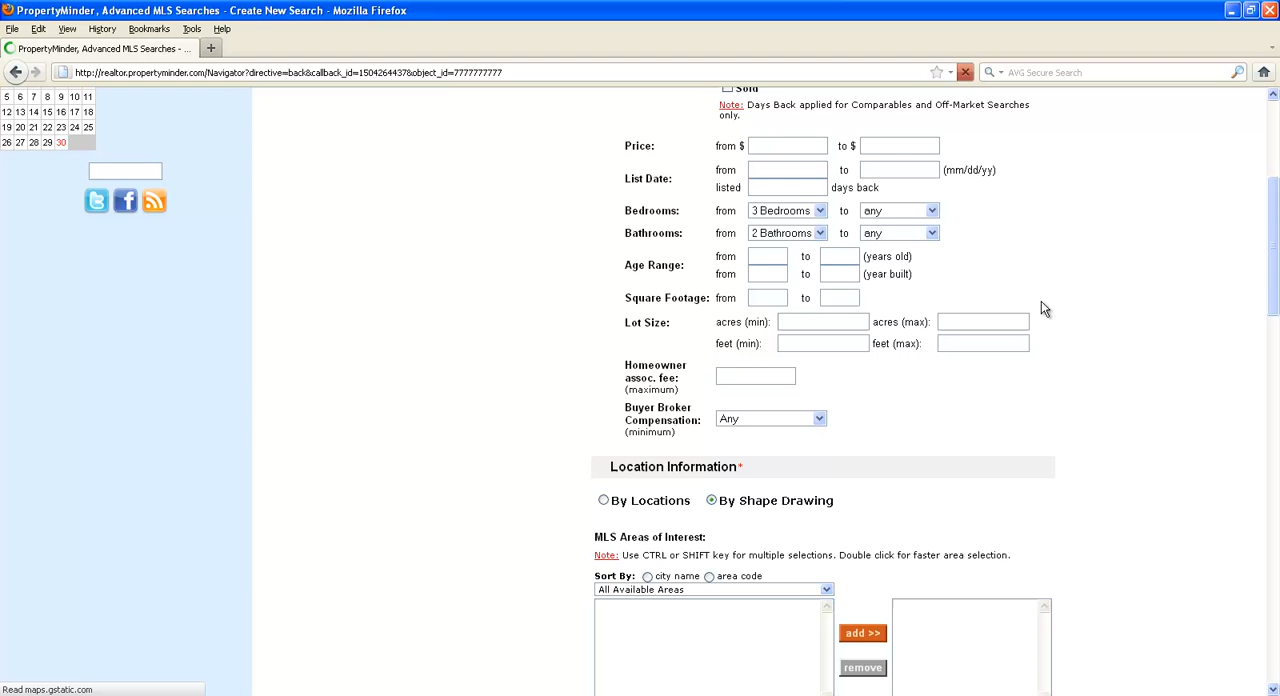 PropertyMinder, Advanced MLS Searches - Create New Search - Mozilla Firefox
File Edit View History Bookmarks Tools Help
PropertyMinder, Advanced MLS Searches - ... +
http://realtor.propertyminder.com/Navigator?directive=back&callback_id=1504264437&object_id=7777777777 AVG Secure Search
5 6 7 8 9 10 11
12 13 14 15 16 17 18
19 20 21 22 23 24 25
26 27 28 29 30
Sold
Note: Days Back applied for Comparables and Off-Market Searches
only.
Price: from $ to $
List Date: from to (mm/dd/yy)
listed days back
Bedrooms: from 3 Bedrooms to any
Bathrooms: from 2 Bathrooms to any
Age Range: from to (years old)
from to (year built)
Square Footage: from to
Lot Size: acres (min): acres (max):
feet (min): feet (max):
Homeowner
assoc. fee:
(maximum)
Buyer Broker
Compensation: Any
(minimum)
Location Information*
By Locations By Shape Drawing
MLS Areas of Interest:
Note: Use CTRL or SHIFT key for multiple selections. Double click for faster area selection.
Sort By: city name area code
All Available Areas
add >>
remove
Read maps.gstatic.com